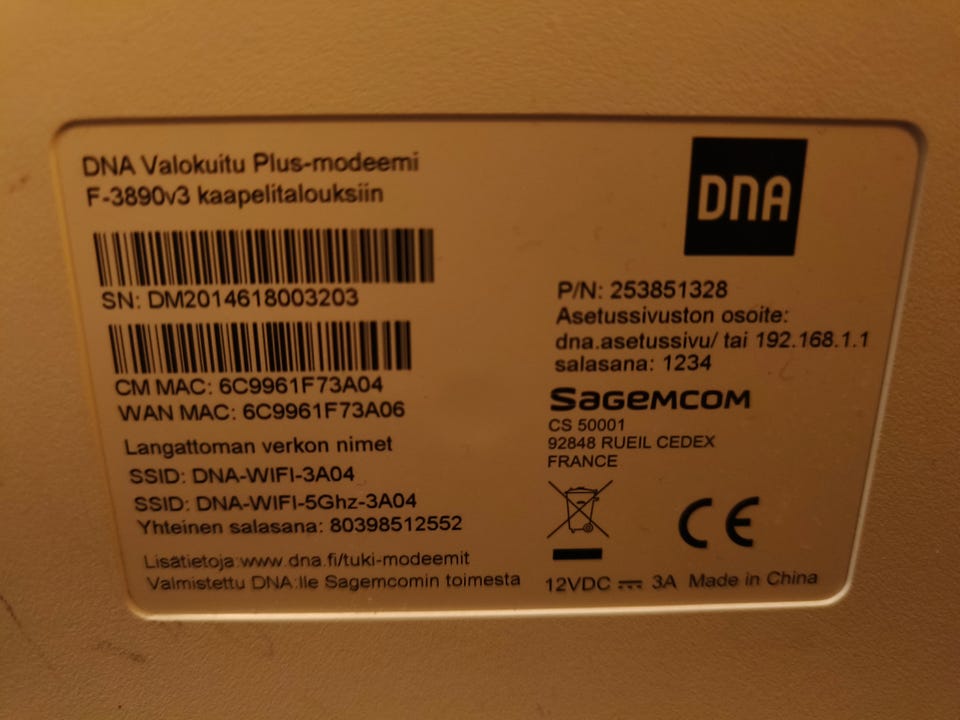 DNA Valokuitu Plus-modeemi
F-3890v3 kaapelitalouksiin
SN: DM2014618003203
CM MAC: 6C9961F73A04
WAN MAC: 6C9961F73A06
Langattoman verkon nimet
SSID: DNA-WIFI-3A04
SSID: DNA-WIFI-5Ghz-3A04
Yhteinen salasana: 80398512552
Lisätietoja:www.dna.fi/tuki-modeemit
Valmistettu DNA:lle Sagemcomin toimesta
DNA
P/N: 253851328
Asetussivuston osoite:
dna.asetussivu/ tai 192.168.1.1
salasana: 1234
SAGEMCOM
CS 50001
92848 RUEIL CEDEX
FRANCE
CE
12VDC ⎓ 3A Made in China